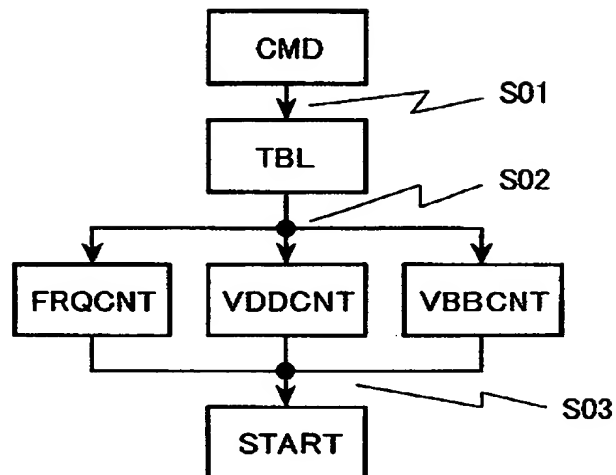 CMD
S01
TBL
S02
FRQCNT VDDCNT VBBCNT
S03
START